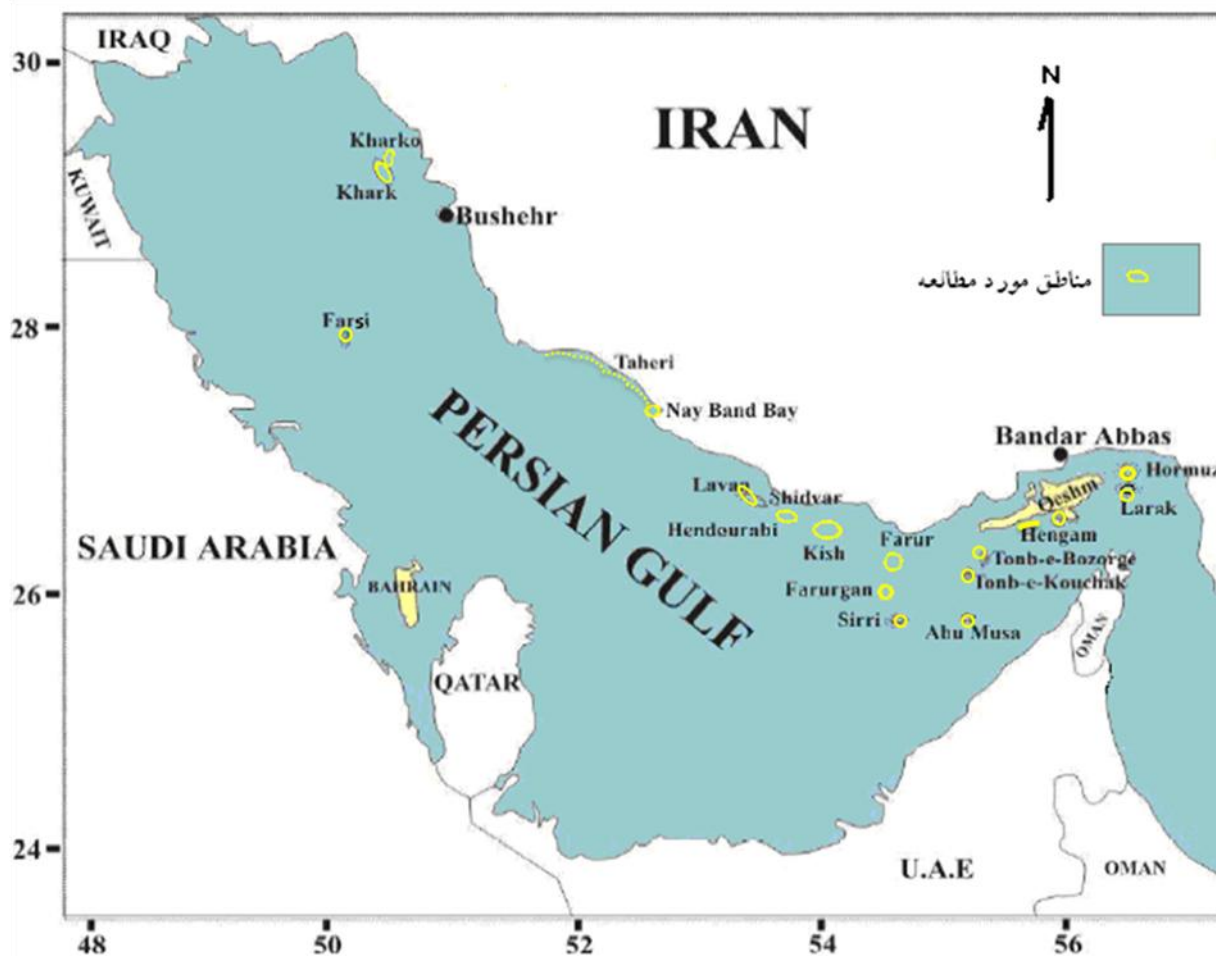 IRAQ
30
N
IRAN
Kharko
Khark
KUWAIT
Bushehr
مناطق مورد مطالعه
28
Farsi
Taheri
PERSIAN GULF
Nay Band Bay
Bandar Abbas
Hormuz
Lavan
Shidvar
Qeshm
Larak
Hendourabi
Kish
Farur
Hengam
SAUDI ARABIA
Tonb-e-Bozorge
Tonb-e-Kouchak
26
BAHRAIN
Farurgan
Sirri
Abu Musa
OMAN
QATAR
24
U.A.E
OMAN
48
50
52
54
56